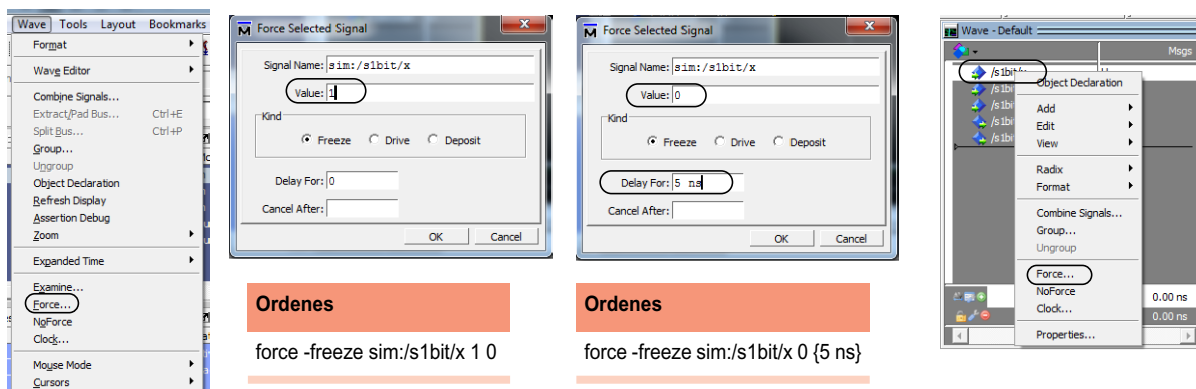 Wave Tools Layout Bookmarks
Format
Wave Editor
Combine Signals...
Extract/Pad Bus... Ctrl+E
Split Bus... Ctrl+P
Group...
Ungroup
Object Declaration
Refresh Display
Assertion Debug
Zoom
Expanded Time
Examine...
Force...
NoForce
Clock...
Mouse Mode
Cursors
Force Selected Signal
Signal Name: sim:/s1bit/x
Value: 1
Kind
Freeze Drive Deposit
Delay For: 0
Cancel After:
OK Cancel
Ordenes
force -freeze sim:/s1bit/x 1 0
Force Selected Signal
Signal Name: sim:/s1bit/x
Value: 0
Kind
Freeze Drive Deposit
Delay For: 5 ns
Cancel After:
OK Cancel
Ordenes
force -freeze sim:/s1bit/x 0 {5 ns}
Wave - Default
Msgs
/s1bit/x
/s1bi
/s1bi
/s1bi
/s1bi
Object Declaration
Add
Edit
View
Radix
Format
Combine Signals...
Group...
Ungroup
Force...
NoForce
Clock...
Properties...
0.00 ns
0.00 ns